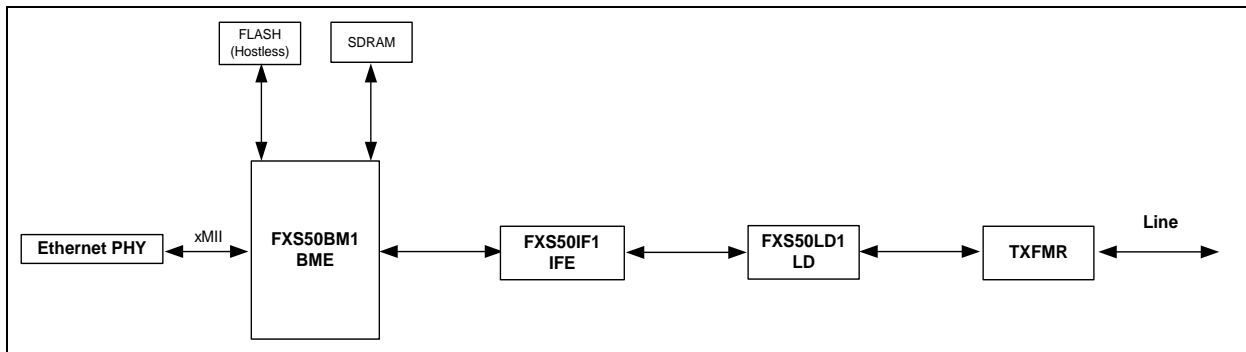 FLASH
(Hostless)
SDRAM
Ethernet PHY
xMII
FXS50BM1
BME
FXS50IF1
IFE
FXS50LD1
LD
TXFMR
Line